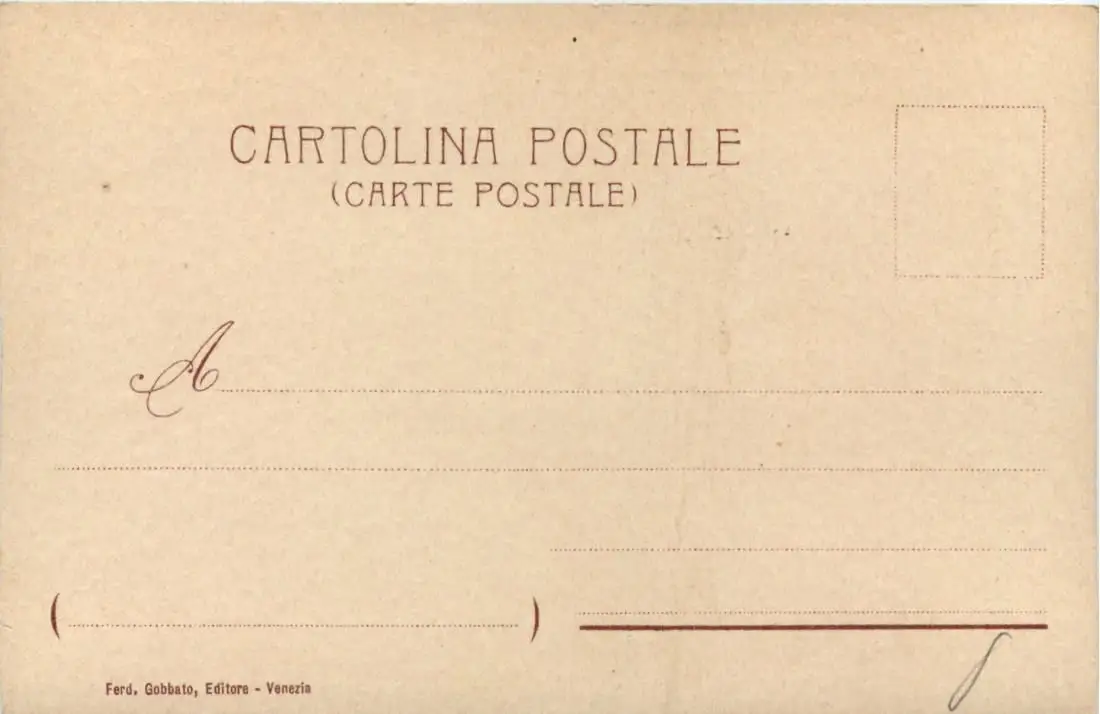 CARTOLINA POSTALE
(CARTE POSTALE)
A
( )
Ferd. Gobbato, Editore - Venezia